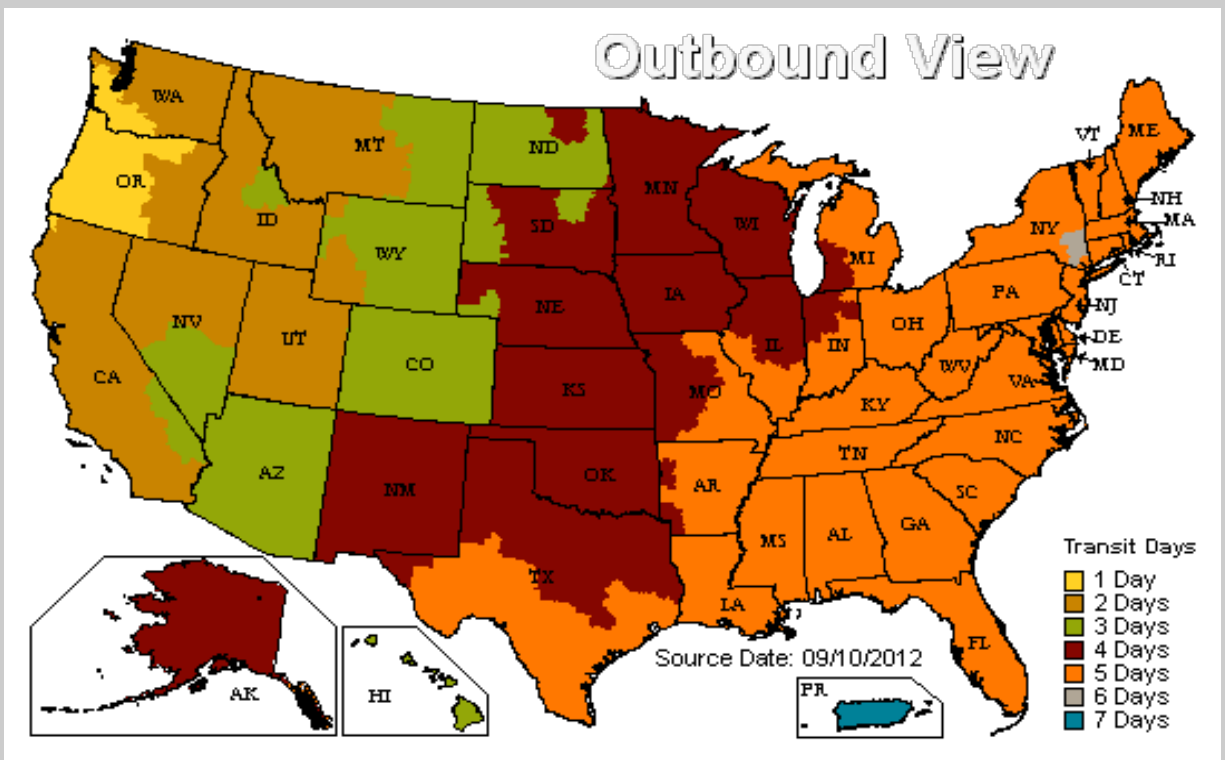 Outbound View
WA
MT
ND
MN
VT
ME
OR
ID
WY
SD
WI
MI
NY
NH
MA
RI
CT
NV
UT
CO
NE
IA
IL
IN
OH
PA
NJ
DE
MD
CA
KS
MO
WV
VA
KY
AZ
NM
OK
AR
TN
NC
SC
MS
AL
GA
TX
LA
FL
AK
HI
PR
Source Date: 09/10/2012
Transit Days
1 Day
2 Days
3 Days
4 Days
5 Days
6 Days
7 Days